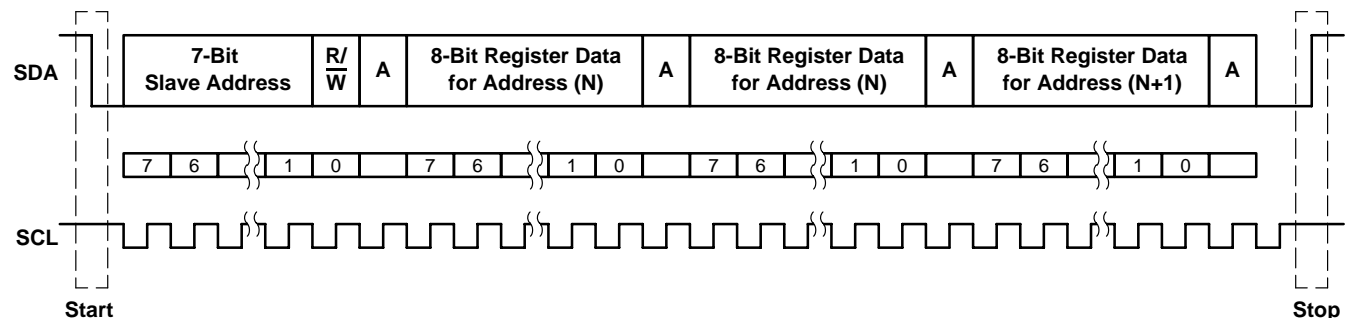 SDA
7-Bit
Slave Address
R/
W
A
8-Bit Register Data
for Address (N)
A
8-Bit Register Data
for Address (N)
A
8-Bit Register Data
for Address (N+1)
A
7 6 1 0 7 6 1 0 7 6 1 0 7 6 1 0
SCL
Start
Stop